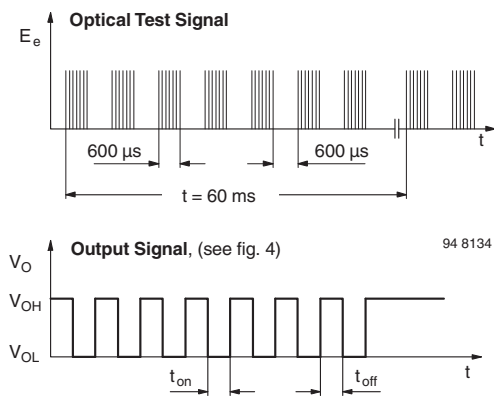 Optical Test Signal
E_e
600 µs
600 µs
t
t = 60 ms
Output Signal, (see fig. 4)
94 8134
V_O
V_OH
V_OL
t_on
t_off
t